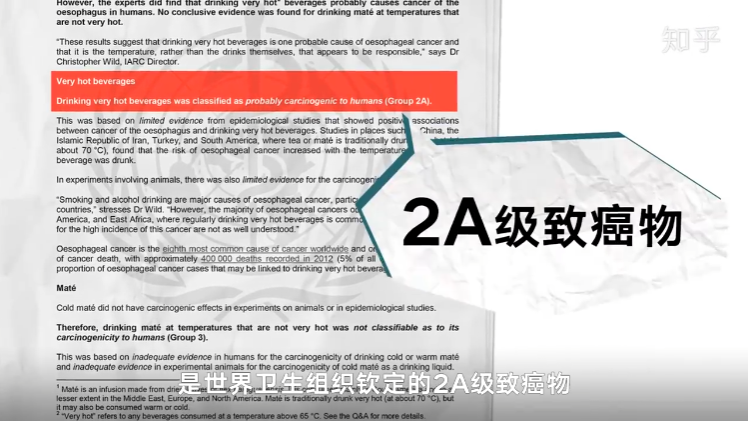 However, the experts did find that drinking very hot² beverages probably causes cancer of the
oesophagus in humans. No conclusive evidence was found for drinking maté at temperatures that
are not very hot.
知乎
“These results suggest that drinking very hot beverages is one probable cause of oesophageal cancer and
that it is the temperature, rather than the drinks themselves, that appears to be responsible,” says Dr
Christopher Wild, IARC Director.
Very hot beverages
Drinking very hot beverages was classified as probably carcinogenic to humans (Group 2A).
This was based on limited evidence from epidemiological studies that showed positive associations
between cancer of the oesophagus and drinking very hot beverages. Studies in places such China, the
Islamic Republic of Iran, Turkey, and South America, where tea or maté is traditionally
about 70 °C), found that the risk of oesophageal cancer increased with the temperature
beverage was drunk.
In experiments involving animals, there was also limited evidence for the
“Smoking and alcohol drinking are major causes of oesophageal cancer,
countries,” stresses Dr Wild. “However, the majority of oesophageal cancers
America, and East Africa, where regularly drinking very hot beverages is
for the high incidence of this cancer are not as well understood.”
2A级致癌物
Oesophageal cancer is the eighth most common cause of cancer worldwide and
of cancer death, with approximately 400 000 deaths recorded in 2012 (5% of all
proportion of oesophageal cancer cases that may be linked to drinking very hot
Maté
Cold maté did not have carcinogenic effects in experiments on animals or in epidemiological studies.
Therefore, drinking maté at temperatures that are not very hot was not classifiable as to its
carcinogenicity to humans (Group 3).
This was based on inadequate evidence in humans for the carcinogenicity of drinking cold or warm maté
and inadequate evidence in experimental animals for the carcinogenicity of cold maté as a drinking liquid.
¹ Maté is an infusion made from
lesser extent in the Middle East, Europe, and North America. Maté is traditionally drunk very hot (at about 70 °C), but
it may also be consumed warm or cold.
² “Very hot” refers to any beverages consumed at a temperature above 65 °C. See the Q&A for more details.
是世界卫生组织钦定的2A级致癌物